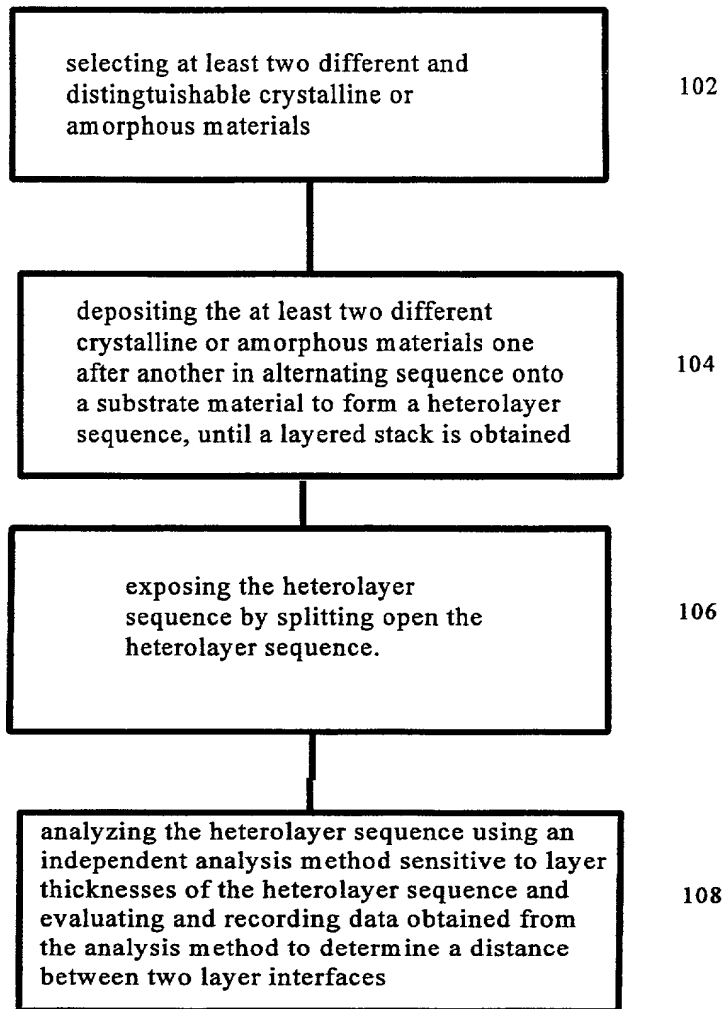 selecting at least two different and
distingtuishable crystalline or
amorphous materials
102
depositing the at least two different
crystalline or amorphous materials one
after another in alternating sequence onto
a substrate material to form a heterolayer
sequence, until a layered stack is obtained
104
exposing the heterolayer
sequence by splitting open the
heterolayer sequence.
106
analyzing the heterolayer sequence using an
independent analysis method sensitive to layer
thicknesses of the heterolayer sequence and
evaluating and recording data obtained from
the analysis method to determine a distance
between two layer interfaces
108